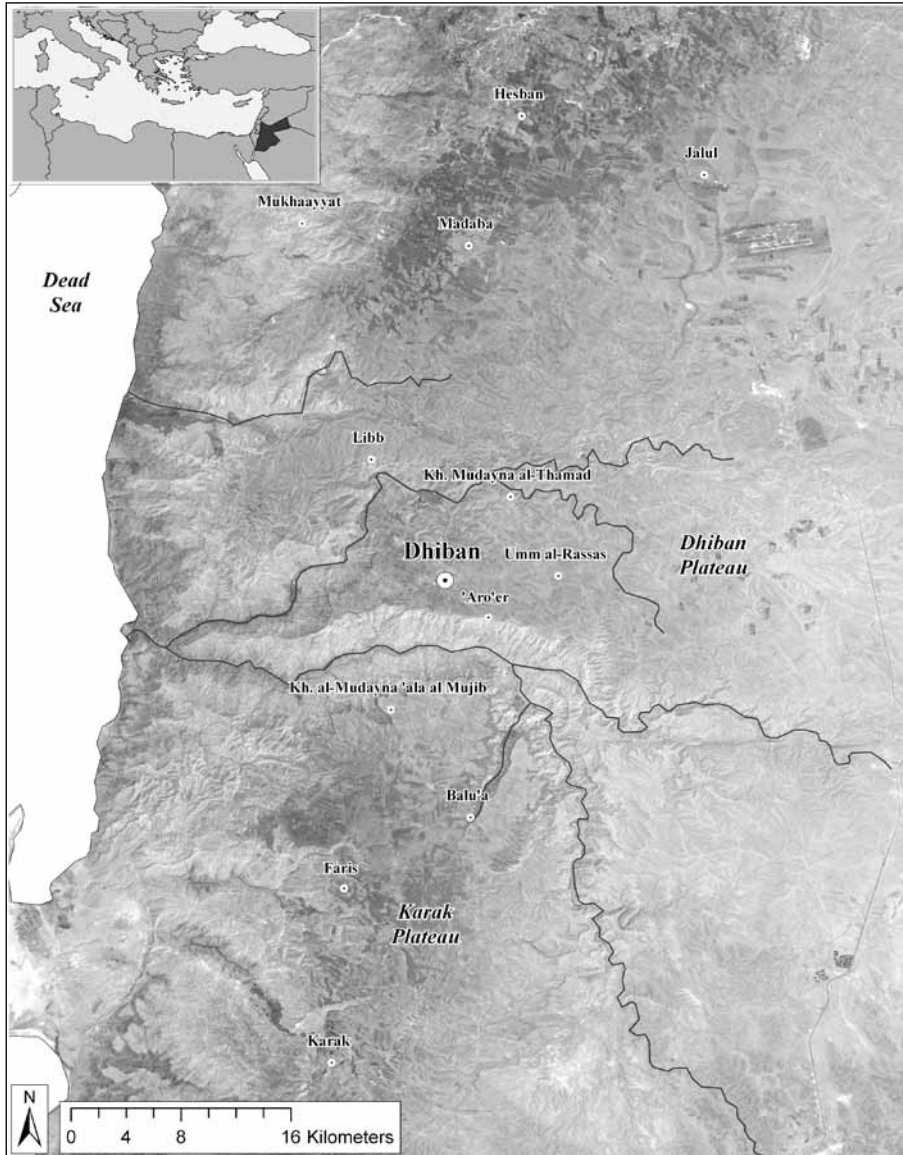 Hesban
Jalul
Mukhaayyat
Madaba
Dead
Sea
Libb
Kh. Mudayna al-Thamad
Dhiban
Umm al-Rassas
Dhiban
Plateau
'Aro'er
Kh. al-Mudayna 'ala al Mujib
Balu'a
Faris
Karak
Plateau
Karak
N
0 4 8 16 Kilometers